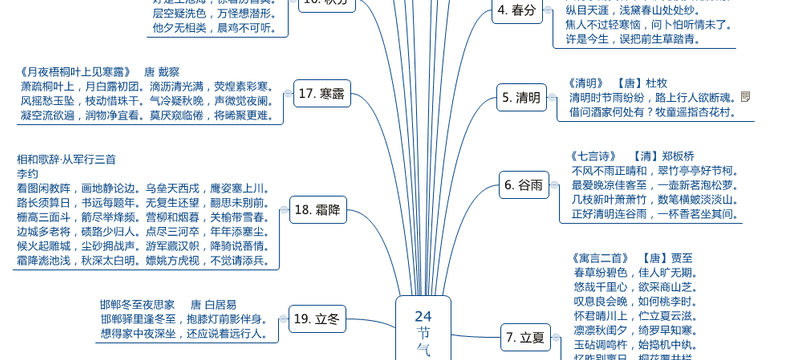 16. 秋分
层空疑洗色，万怪想潜形。
他夕无相类，晨鸡不可听。
《月夜梧桐叶上见寒露》 唐 戴察
萧疏桐叶上，月白露初团。滴沥清光满，荧煌素彩寒。
风摇愁玉坠，枝动惜珠干。气冷疑秋晚，声微觉夜阑。
凝空流欲遍，润物净宜看。莫厌窥临倦，将晞聚更难。
17. 寒露
相和歌辞·从军行三首
李约
看图闲教阵，画地静论边。乌垒天西戍，鹰姿塞上川。
路长须算日，书远每题年。无复生还望，翻思未别前。
栅高三面斗，箭尽举烽频。营柳和烟暮，关榆带雪春。
边城多老将，碛路少归人。点尽三河卒，年年添塞尘。
候火起雕城，尘砂拥战声。游军藏汉帜，降骑说蕃情。
霜降滮池浅，秋深太白明。嫖姚方虎视，不觉请添兵。
18. 霜降
邯郸冬至夜思家 唐 白居易
邯郸驿里逢冬至，抱膝灯前影伴身。
想得家中夜深坐，还应说着远行人。
19. 立冬
24
节
气
4. 春分
纵目天台近，浅黛春山处处纱。
焦人不过轻寒恼，问卜怕听情未了。
许是今生，误把前生草踏青。
5. 清明
《清明》 【唐】杜牧
清明时节雨纷纷，路上行人欲断魂。
借问酒家何处有？牧童遥指杏花村。
6. 谷雨
《七言诗》 【清】郑板桥
不风不雨正晴和，翠竹亭亭好节柯。
最爱晚凉佳客至，一壶新茗泡松萝。
几枝新叶萧萧竹，数笔横皴淡淡山。
正好清明连谷雨，一杯香茗坐其间。
7. 立夏
《寓言二首》 【唐】贾至
春草纷碧色，佳人旷无期。
悠哉千里心，欲采商山芝。
叹息良会晚，如何桃李时。
怀君晴川上，伫立夏云滋。
凛凛秋闺夕，绮罗早知寒。
玉砧调鸣杵，始捣机中纨。